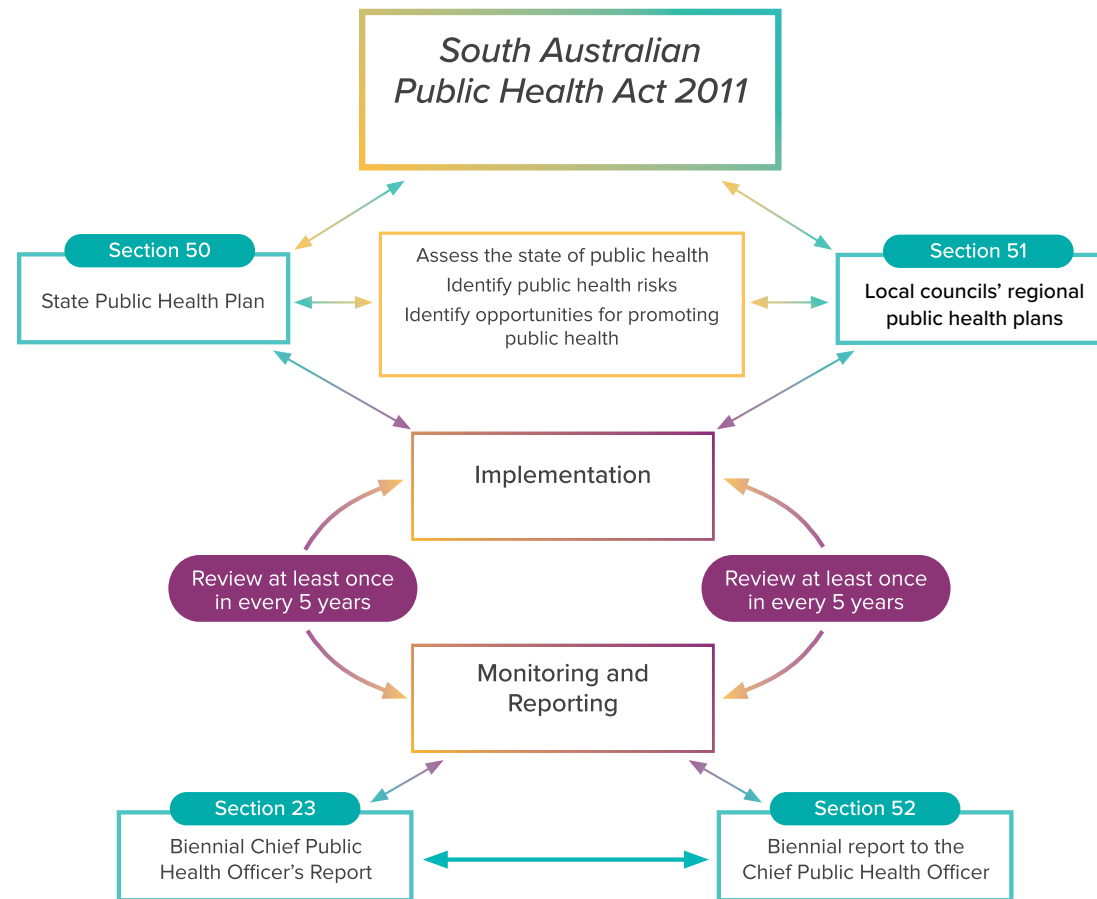 South Australian
Public Health Act 2011
Section 50
State Public Health Plan
Assess the state of public health
Identify public health risks
Identify opportunities for promoting
public health
Section 51
Local councils’ regional
public health plans
Implementation
Review at least once
in every 5 years
Review at least once
in every 5 years
Monitoring and
Reporting
Section 23
Biennial Chief Public
Health Officer’s Report
Section 52
Biennial report to the
Chief Public Health Officer